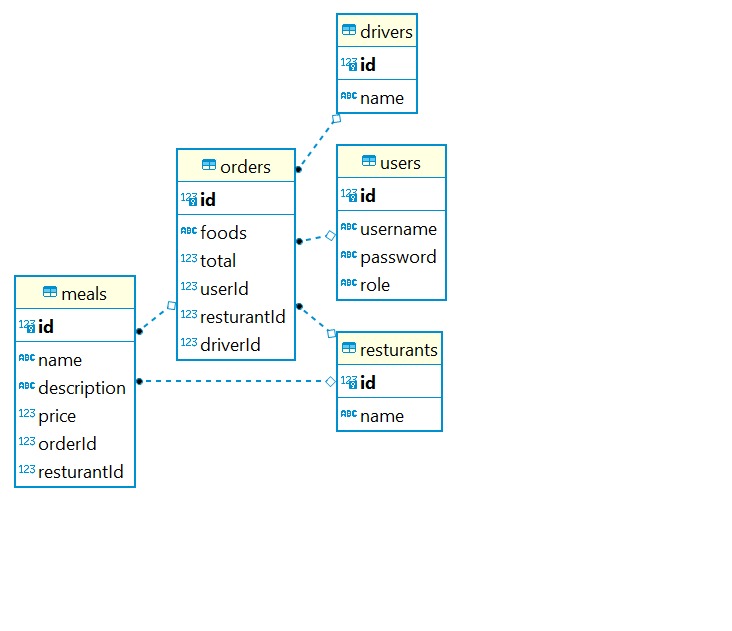 drivers
123 id
ABC name
orders
123 id
ABC foods
123 total
123 userId
123 resturantId
123 driverId
users
123 id
ABC username
ABC password
ABC role
meals
123 id
ABC name
ABC description
123 price
123 orderId
123 resturantId
resturants
123 id
ABC name